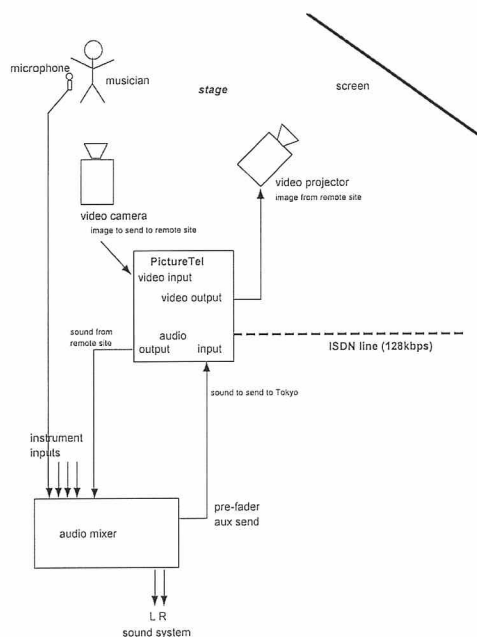 microphone
musician
stage
screen
video projector
image from remote site
video camera
image to send to remote site
PictureTel
video input
video output
sound from
remote site
audio
output input
ISDN line (128kbps)
sound to send to Tokyo
instrument
inputs
pre-fader
aux send
audio mixer
L R
sound system